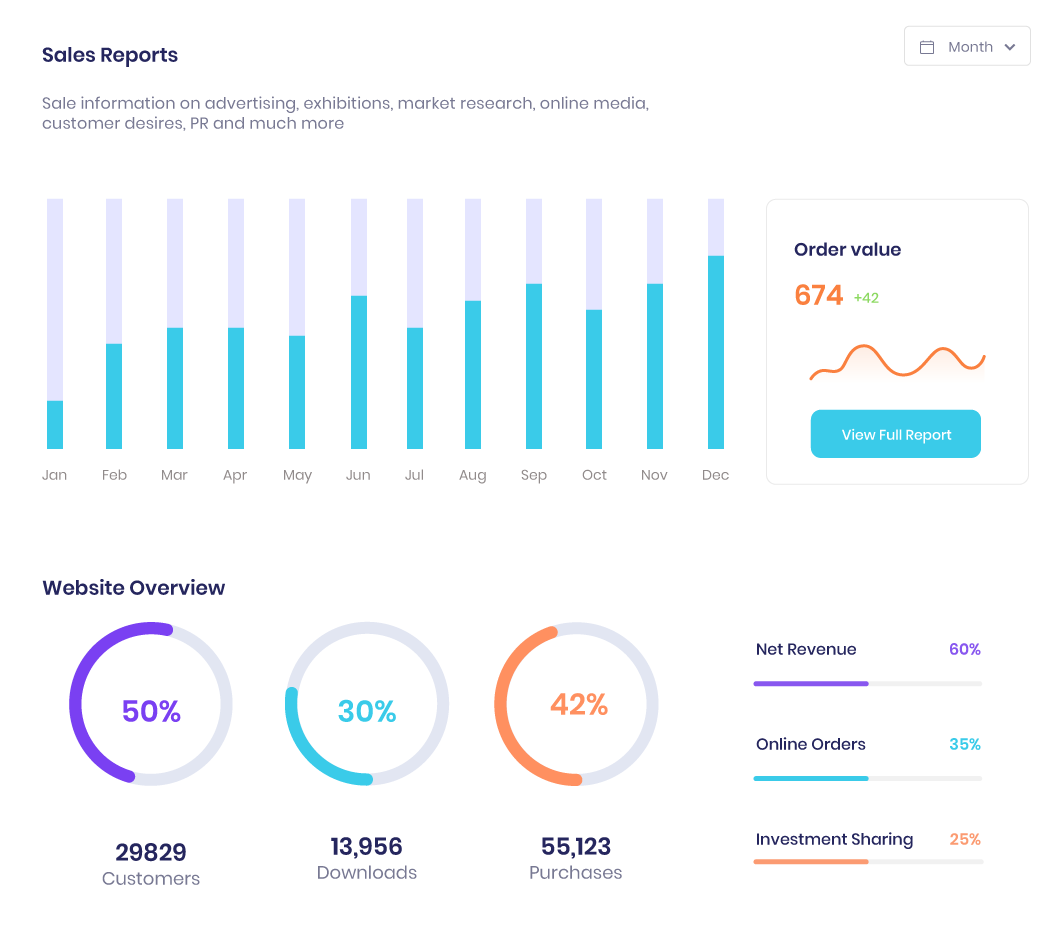 Sales Reports
Month
Sale information on advertising, exhibitions, market research, online media,
customer desires, PR and much more
Order value
674 +42
View Full Report
Jan Feb Mar Apr May Jun Jul Aug Sep Oct Nov Dec
Website Overview
50%
29829
Customers
30%
13,956
Downloads
42%
55,123
Purchases
Net Revenue 60%
Online Orders 35%
Investment Sharing 25%